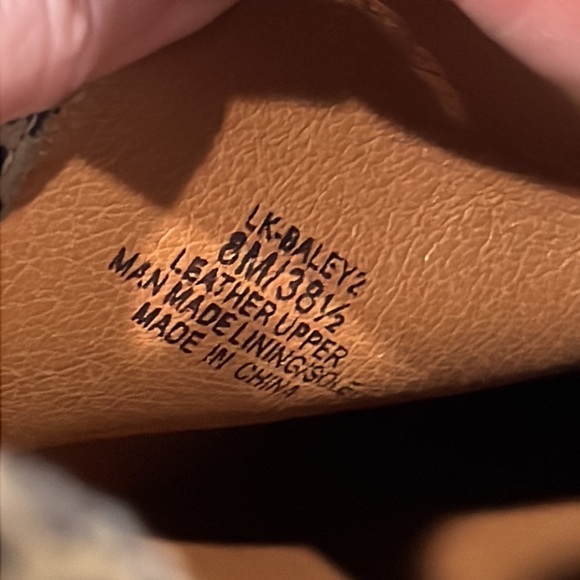 LK-BALEY2
8M/38½
LEATHER UPPER
MAN MADE LINING/SOLE
MADE IN CHINA